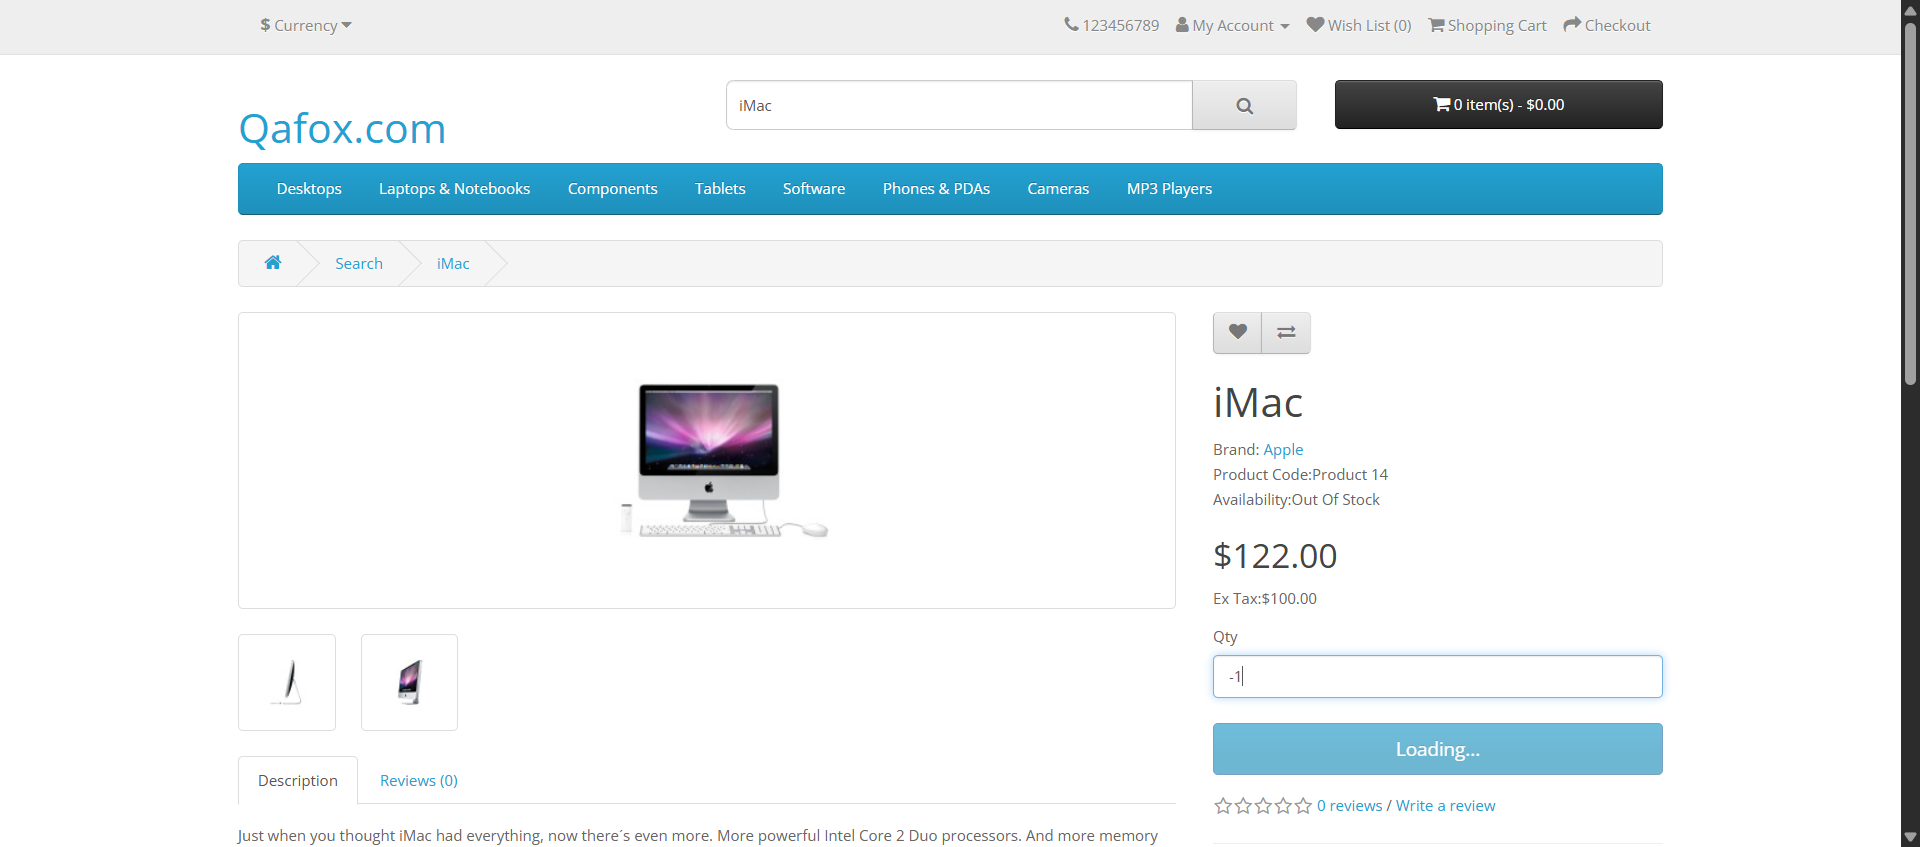 $ Currency
123456789 My Account Wish List (0) Shopping Cart Checkout
Qafox.com
iMac
0 item(s) - $0.00
Desktops Laptops & Notebooks Components Tablets Software Phones & PDAs Cameras MP3 Players
Search iMac
iMac
Brand: Apple
Product Code:Product 14
Availability:Out Of Stock
$122.00
Ex Tax:$100.00
Qty
-1
Loading...
0 reviews / Write a review
Description Reviews (0)
Just when you thought iMac had everything, now there´s even more. More powerful Intel Core 2 Duo processors. And more memory